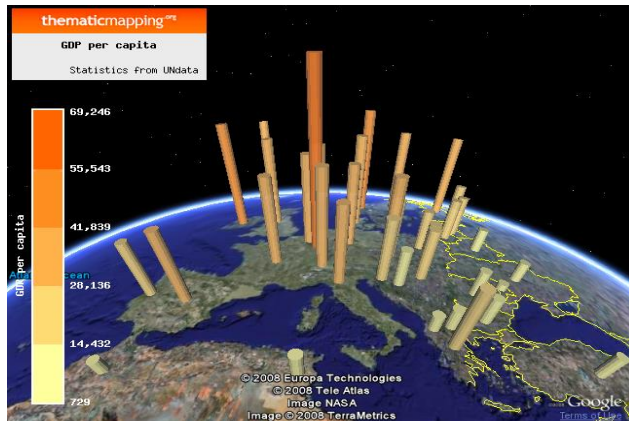 thematicmapping.org
GDP per capita
Statistics from UNdata
69,246
55,543
41,839
28,136
14,432
729
GDP per capita
ocean
© 2008 Europa Technologies
© 2008 Tele Atlas
Image NASA
Image © 2008 TerraMetrics
Google
Terms of Use